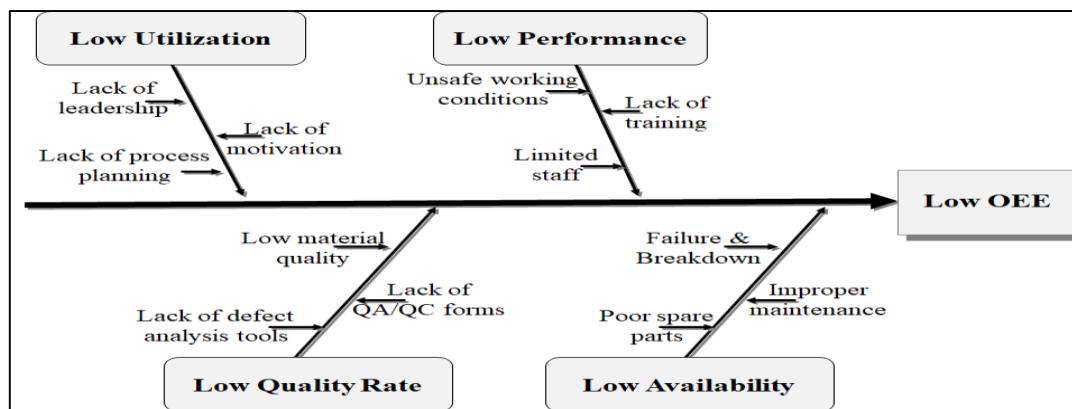 Low Utilization
Lack of
leadership
Lack of
motivation
Lack of process
planning
Low Performance
Unsafe working
conditions
Lack of
training
Limited
staff
Low OEE
Low material
quality
Lack of
QA/QC forms
Lack of defect
analysis tools
Low Quality Rate
Failure &
Breakdown
Improper
maintenance
Poor spare
parts
Low Availability